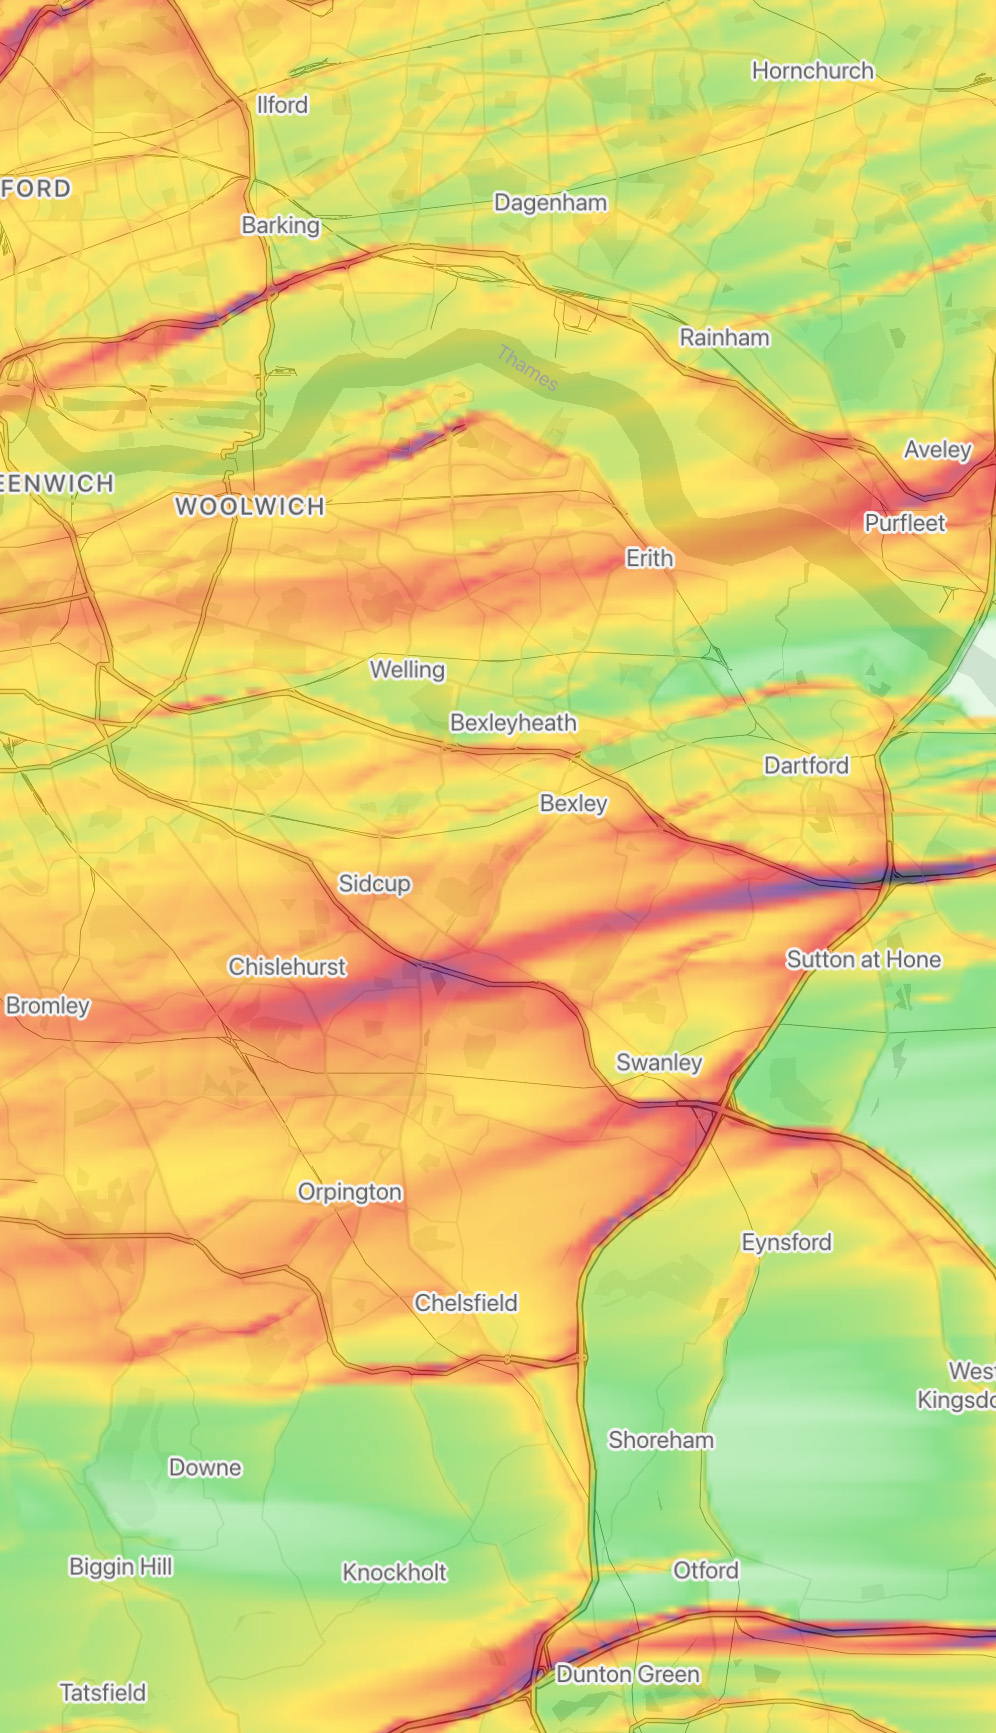 Hornchurch
Ilford
FORD
Dagenham
Barking
Rainham
Thames
Aveley
EENWICH
WOOLWICH
Purfleet
Erith
Welling
Bexleyheath
Dartford
Bexley
Sidcup
Sutton at Hone
Chislehurst
Bromley
Swanley
Orpington
Eynsford
Chelsfield
West
Kingsdo
Shoreham
Downe
Biggin Hill
Knockholt
Otford
Dunton Green
Tatsfield